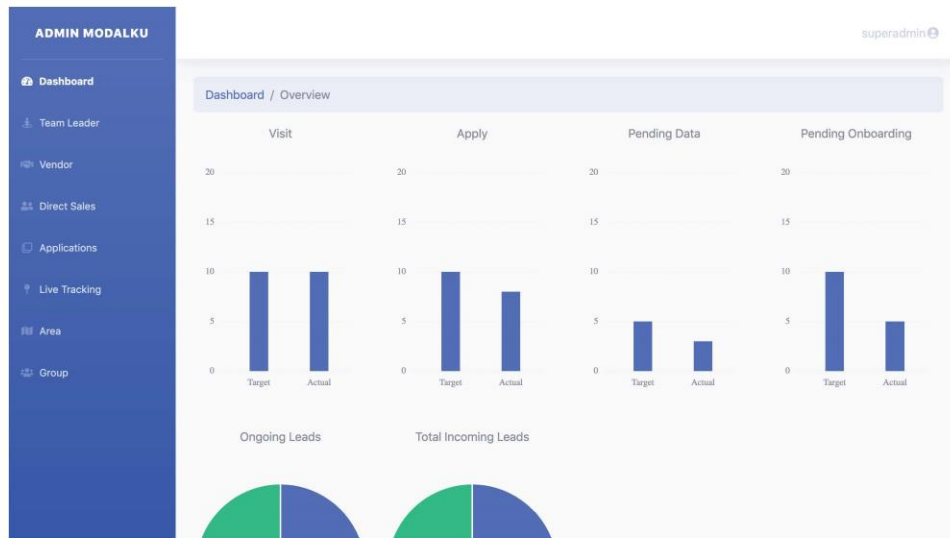 ADMIN MODALKU
superadmin
Dashboard
Team Leader
Vendor
Direct Sales
Applications
Live Tracking
Area
Group
Dashboard / Overview
Visit
20
15
10
5
0
Target Actual
Apply
20
15
10
5
0
Target Actual
Pending Data
20
15
10
5
0
Target Actual
Pending Onboarding
20
15
10
5
0
Target Actual
Ongoing Leads
Total Incoming Leads